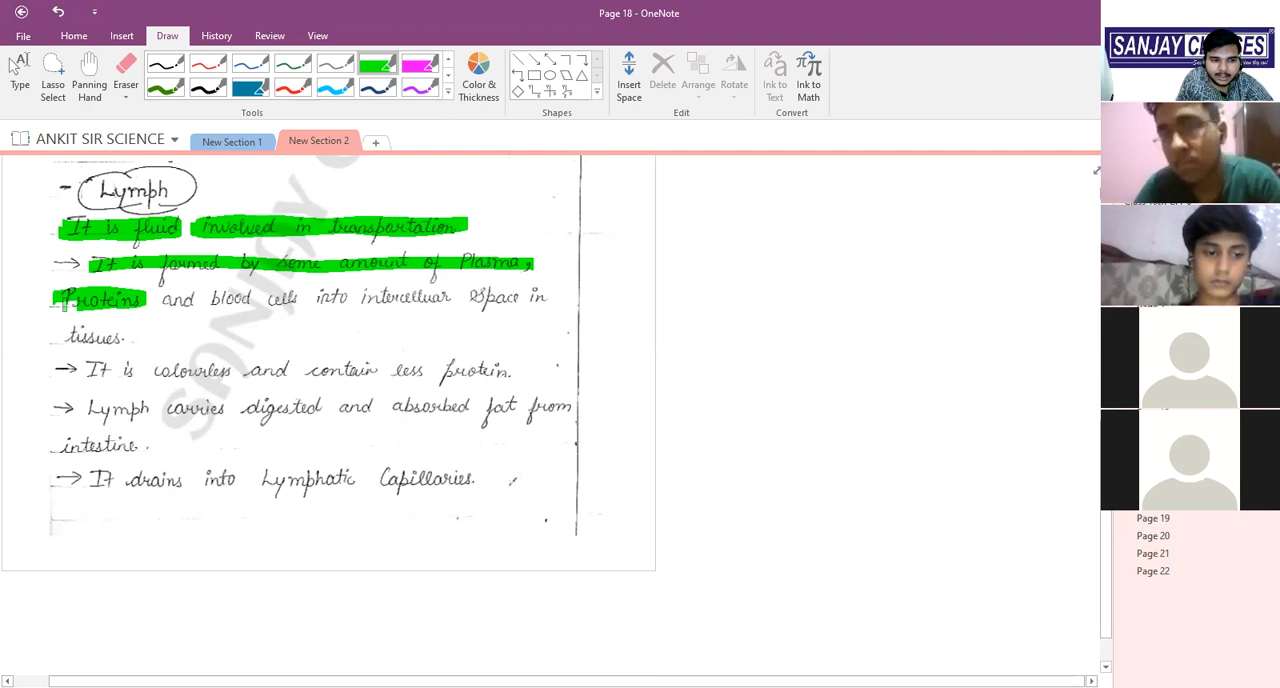 Page 18 - OneNote
File Home Insert Draw History Review View
Type
Lasso Select
Panning Hand
Eraser
Color & Thickness
Insert Space
Delete
Arrange
Rotate
Ink to Text
Ink to Math
Tools
Shapes
Edit
Convert
ANKIT SIR SCIENCE
New Section 1
New Section 2
SANJAY CLASSES
- Lymph
It is fluid involved in transportation
→ It is formed by some amount of Plasma,
Proteins and blood cells into intercelluar Space in
tissues.
→ It is colourless and contain less protein.
→ Lymph carries digested and absorbed fat from
intestine.
→ It drains into Lymphatic Capillaries.
SANJAY
Page 19
Page 20
Page 21
Page 22